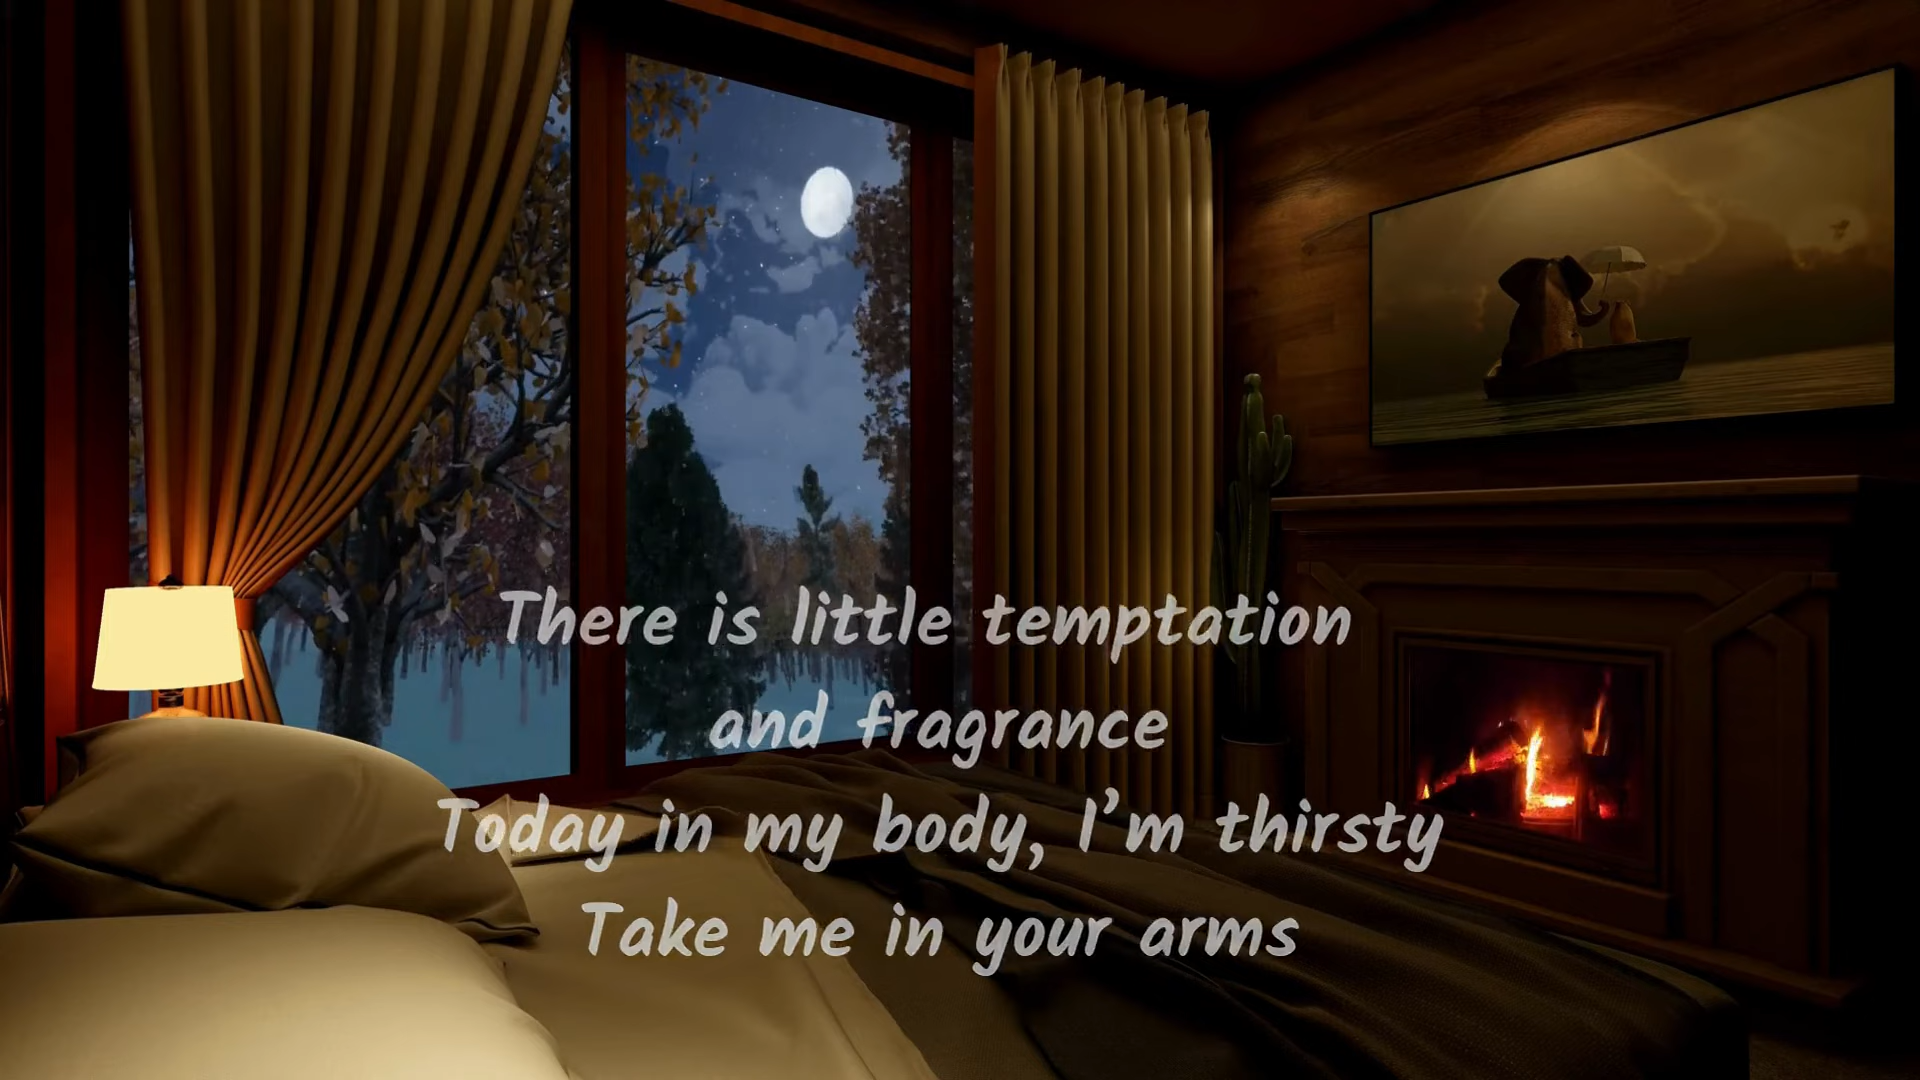 There is little temptation
and fragrance
Today in my body, I'm thirsty
Take me in your arms